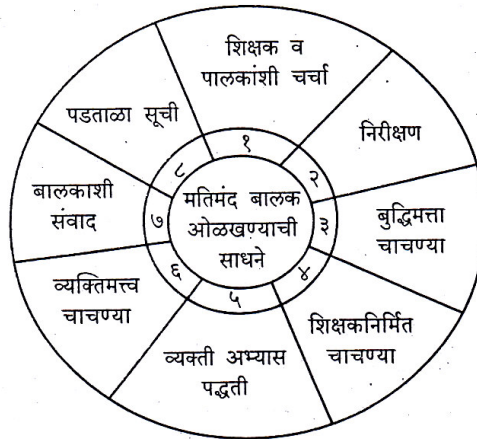 मतिमंद बालक
ओळखण्याची
साधने
१
शिक्षक व
पालकांशी चर्चा
२
निरीक्षण
३
बुद्धिमत्ता
चाचण्या
४
शिक्षकनिर्मित
चाचण्या
५
व्यक्ती अभ्यास
पद्धती
६
व्यक्तिमत्त्व
चाचण्या
७
बालकाशी
संवाद
८
पडताळा सूची